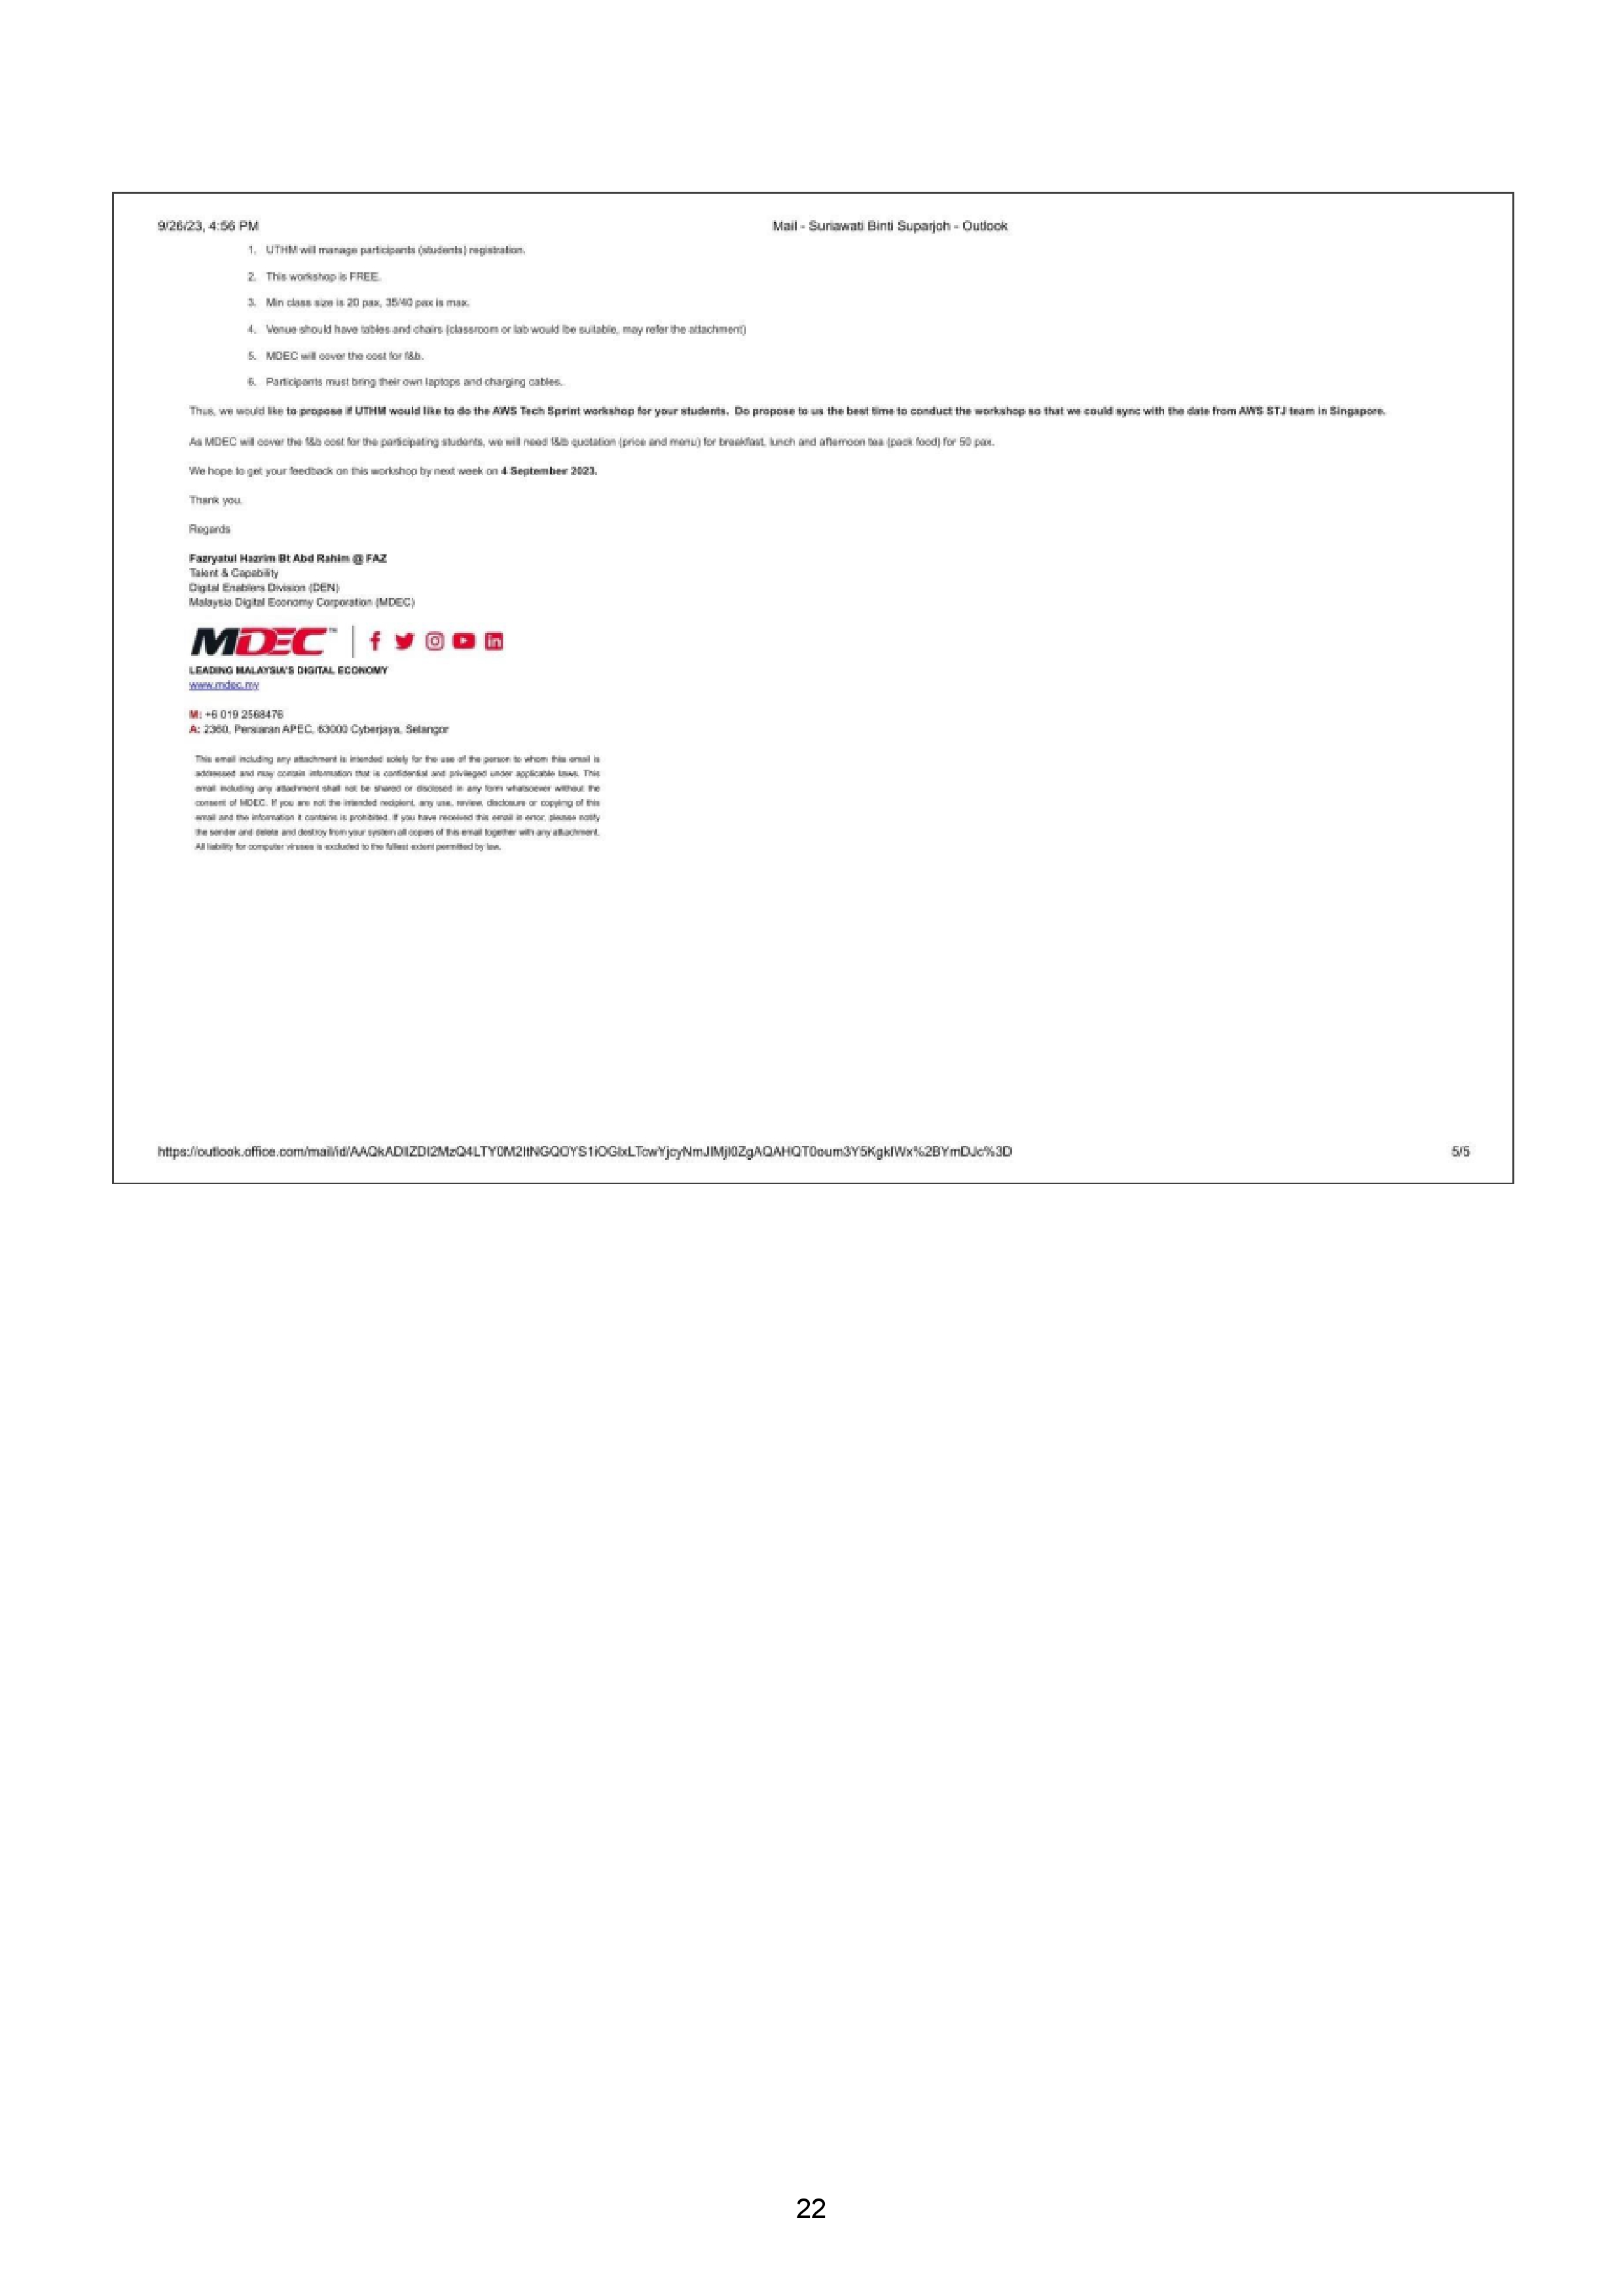 9/26/23, 4:56 PM
Mail - Suriawati Binti Suparjoh - Outlook
1. UTHM will manage participants (students) registration.
2. This workshop is FREE.
3. Min class size is 20 pax, 35/40 pax is max.
4. Venue should have tables and chairs (classroom or lab would be suitable, may refer the attachment)
5. MDEC will cover the cost for f&b.
6. Participants must bring their own laptops and charging cables.
Thus, we would like to propose if UTHM would like to do the AWS Tech Sprint workshop for your students. Do propose to us the best time to conduct the workshop so that we could sync with the date from AWS STJ team in Singapore.
As MDEC will cover the f&b cost for the participating students, we will need f&b quotation (price and menu) for breakfast, lunch and afternoon tea (pack food) for 50 pax.
We hope to get your feedback on this workshop by next week on 4 September 2023.
Thank you.
Regards
Fazryatul Hazrim Bt Abd Rahim @ FAZ
Talent & Capability
Digital Enablers Division (DEN)
Malaysia Digital Economy Corporation (MDEC)
MDEC™
LEADING MALAYSIA'S DIGITAL ECONOMY
www.mdec.my
M: +6 019 2568476
A: 2360, Persiaran APEC, 63000 Cyberjaya, Selangor
This email including any attachment is intended solely for the use of the person to whom this email is
addressed and may contain information that is confidential and privileged under applicable laws. This
email including any attachment shall not be shared or disclosed in any form whatsoever without the
consent of MDEC. If you are not the intended recipient, any use, review, disclosure or copying of this
email and the information it contains is prohibited. If you have received this email in error, please notify
the sender and delete and destroy from your system all copies of this email together with any attachment.
All liability for computer viruses is excluded to the fullest extent permitted by law.
5/5
22